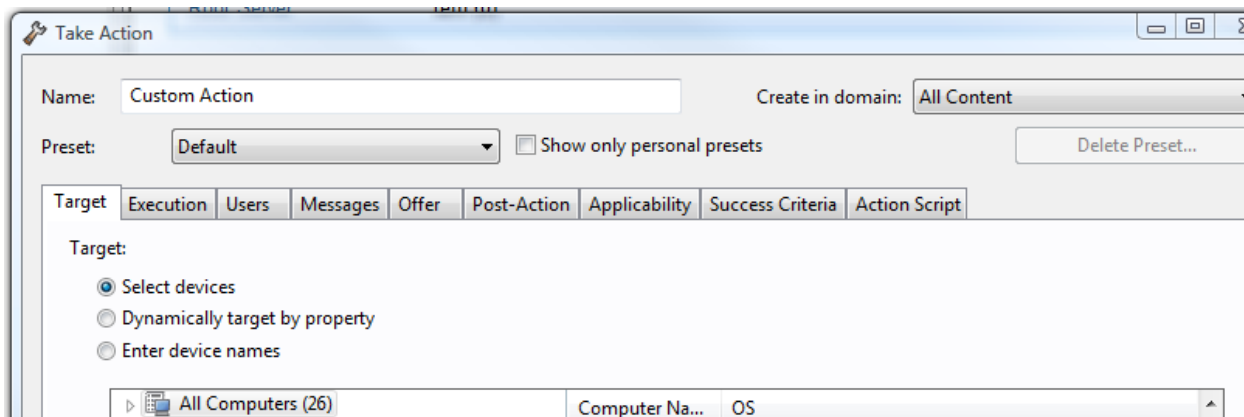 Take Action
Name: Custom Action Create in domain: All Content
Preset: Default Show only personal presets Delete Preset...
Target Execution Users Messages Offer Post-Action Applicability Success Criteria Action Script
Target:
Select devices
Dynamically target by property
Enter device names
All Computers (26) Computer Na... OS